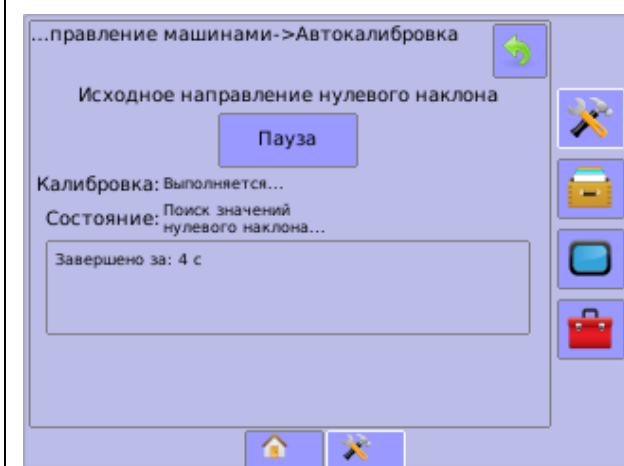 ...правление машинами->Автокалибровка
Исходное направление нулевого наклона
Пауза
Калибровка: Выполняется...
Состояние: Поиск значений
нулевого наклона...
Завершено за: 4 с